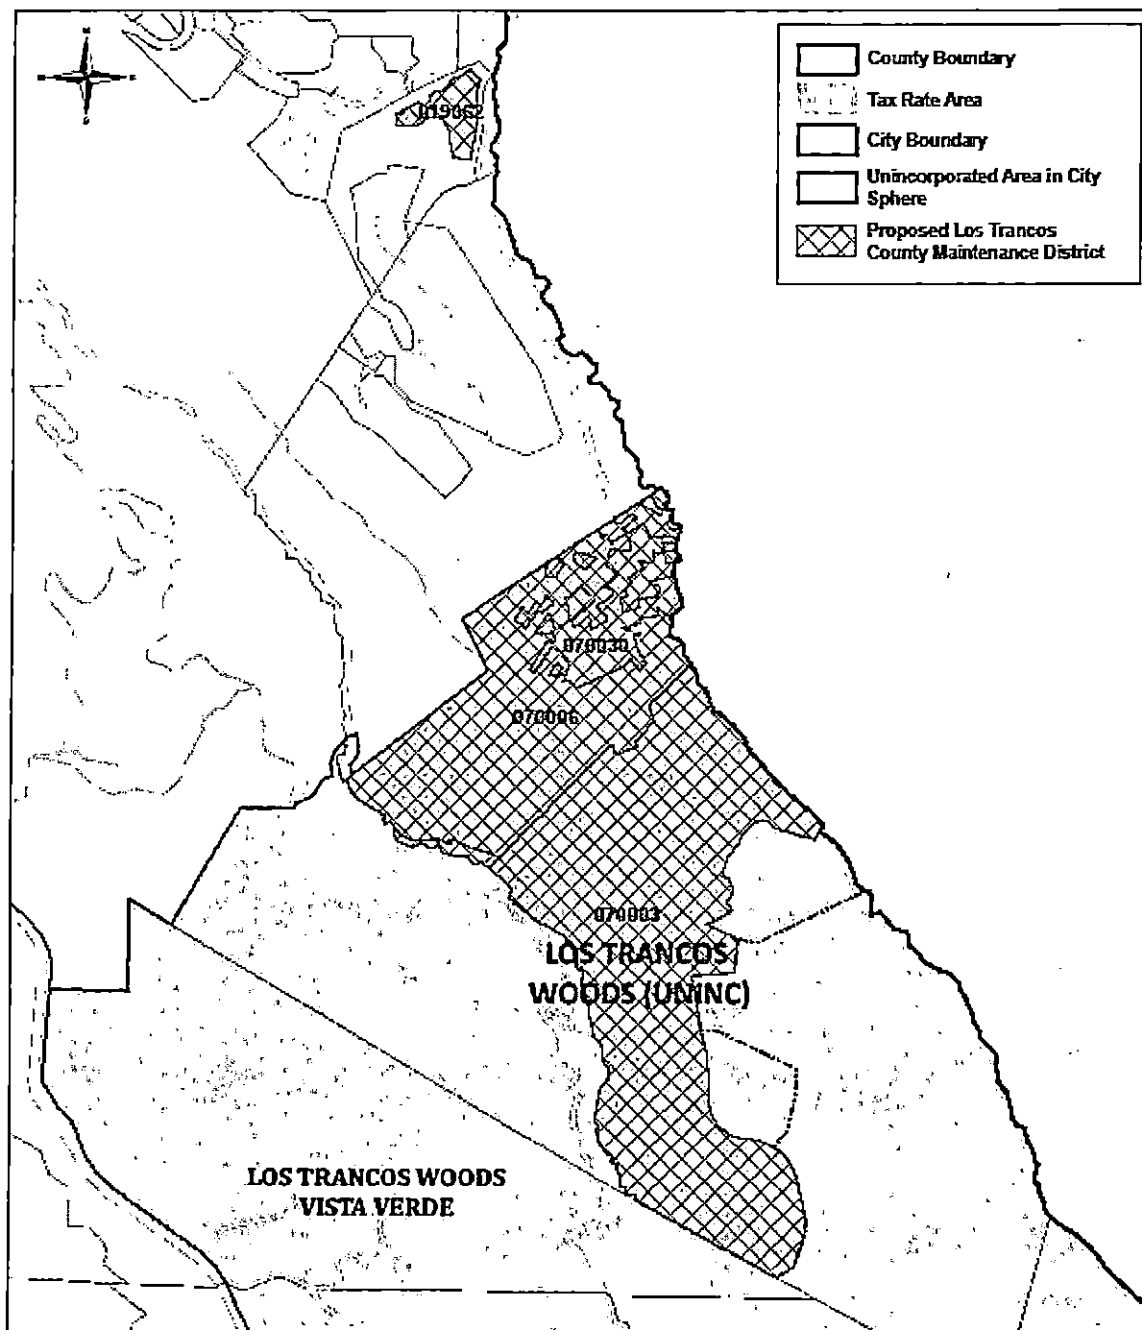 County Boundary
Tax Rate Area
City Boundary
Unincorporated Area in City
Sphere
Proposed Los Trancos
County Maintenance District
019062
070030
070006
070003
LOS TRANCOS
WOODS (UNINC)
LOS TRANCOS WOODS
VISTA VERDE